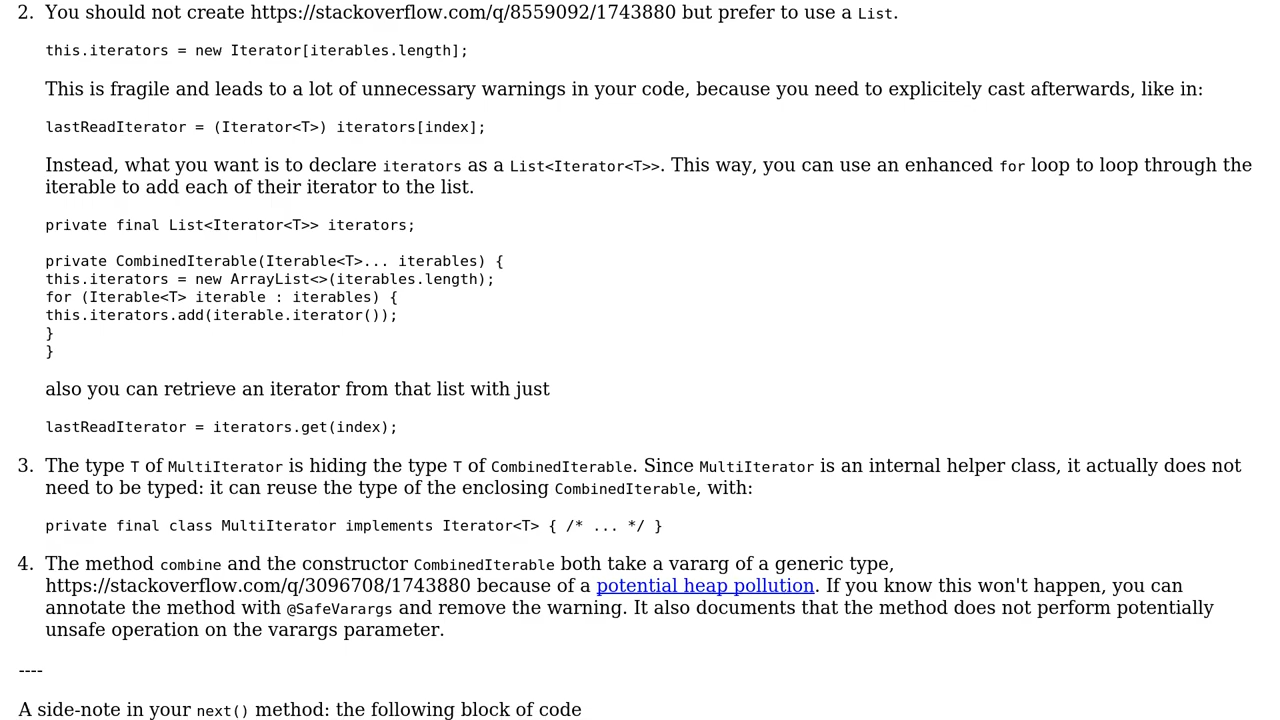 2. You should not create https://stackoverflow.com/q/8559092/1743880 but prefer to use a List.
this.iterators = new Iterator[iterables.length];
This is fragile and leads to a lot of unnecessary warnings in your code, because you need to explicitely cast afterwards, like in:
lastReadIterator = (Iterator<T>) iterators[index];
Instead, what you want is to declare iterators as a List<Iterator<T>>. This way, you can use an enhanced for loop to loop through the
iterable to add each of their iterator to the list.
private final List<Iterator<T>> iterators;
private CombinedIterable(Iterable<T>... iterables) {
this.iterators = new ArrayList<>(iterables.length);
for (Iterable<T> iterable : iterables) {
this.iterators.add(iterable.iterator());
}
}
also you can retrieve an iterator from that list with just
lastReadIterator = iterators.get(index);
3. The type T of MultiIterator is hiding the type T of CombinedIterable. Since MultiIterator is an internal helper class, it actually does not
need to be typed: it can reuse the type of the enclosing CombinedIterable, with:
private final class MultiIterator implements Iterator<T> { /* ... */ }
4. The method combine and the constructor CombinedIterable both take a vararg of a generic type,
https://stackoverflow.com/q/3096708/1743880 because of a potential heap pollution. If you know this won't happen, you can
annotate the method with @SafeVarargs and remove the warning. It also documents that the method does not perform potentially
unsafe operation on the varargs parameter.
----
A side-note in your next() method: the following block of code